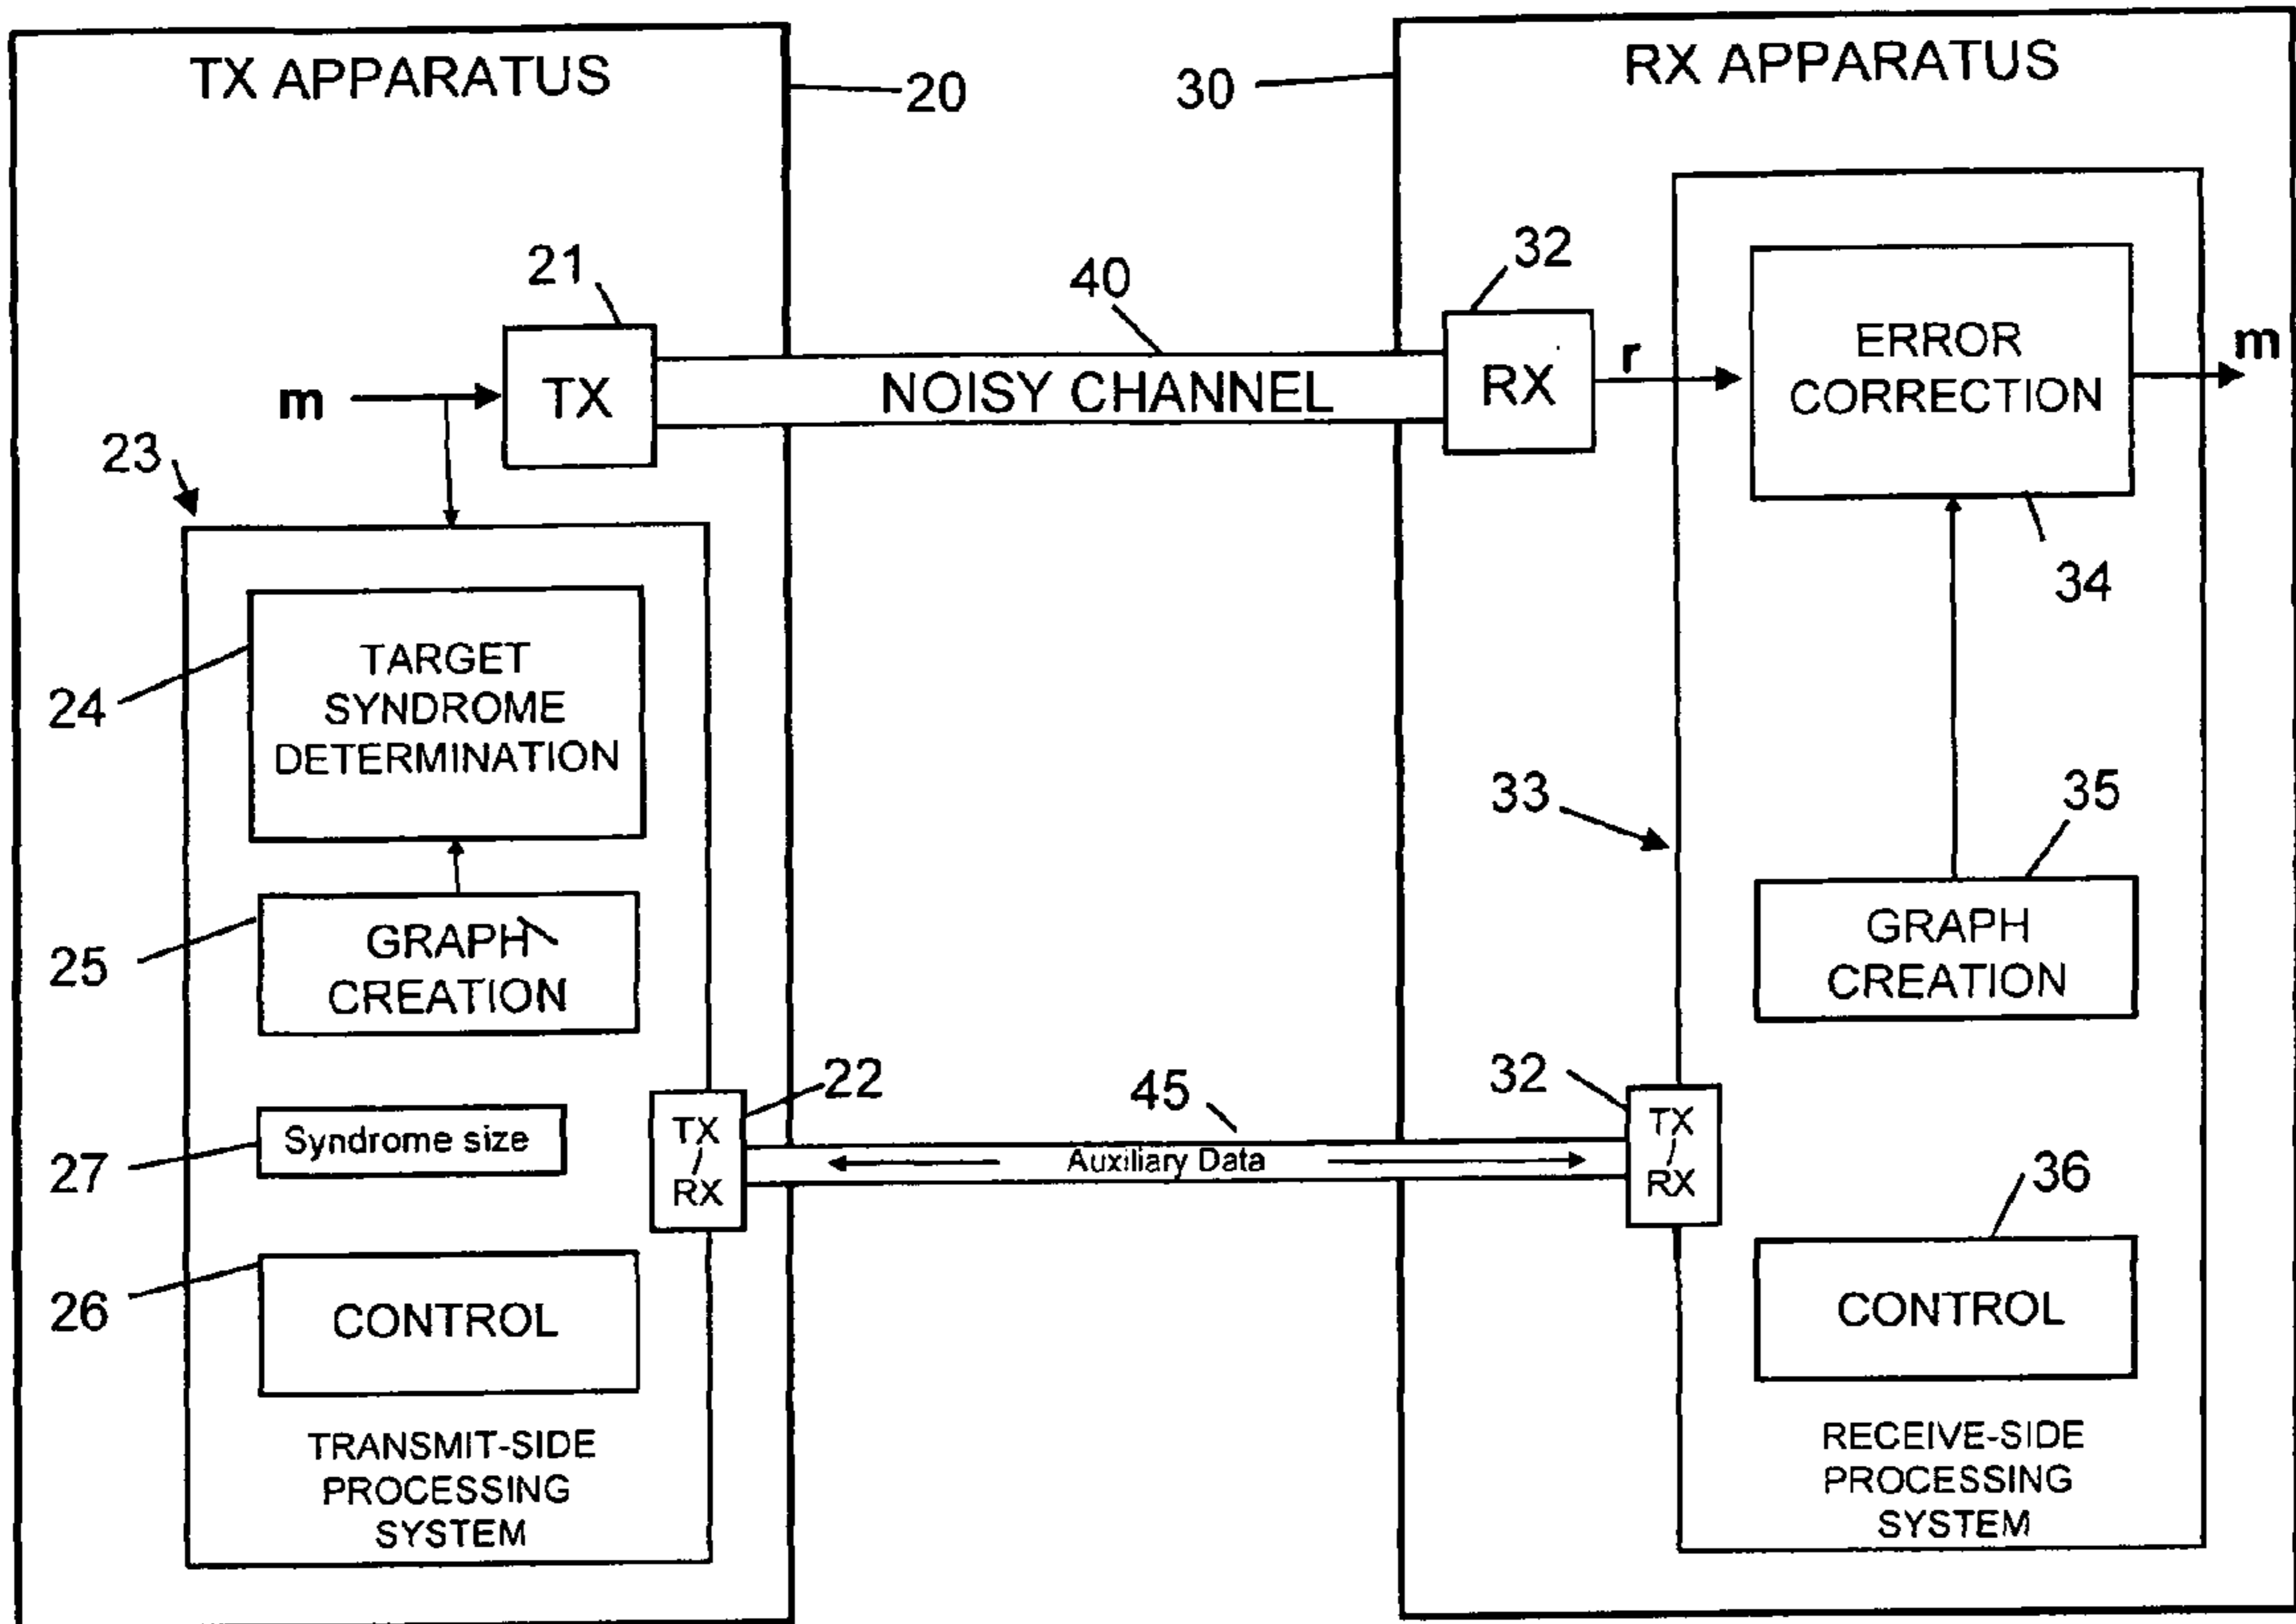 TX APPARATUS
20
30
RX APPARATUS
21
40
32
m
TX
NOISY CHANNEL
RX
r
ERROR
CORRECTION
m
23
34
24
TARGET
SYNDROME
DETERMINATION
33
35
25
GRAPH
CREATION
GRAPH
CREATION
22
45
32
27
Syndrome size
TX
/
RX
Auxiliary Data
TX
/
RX
36
26
CONTROL
CONTROL
TRANSMIT-SIDE
PROCESSING
SYSTEM
RECEIVE-SIDE
PROCESSING
SYSTEM